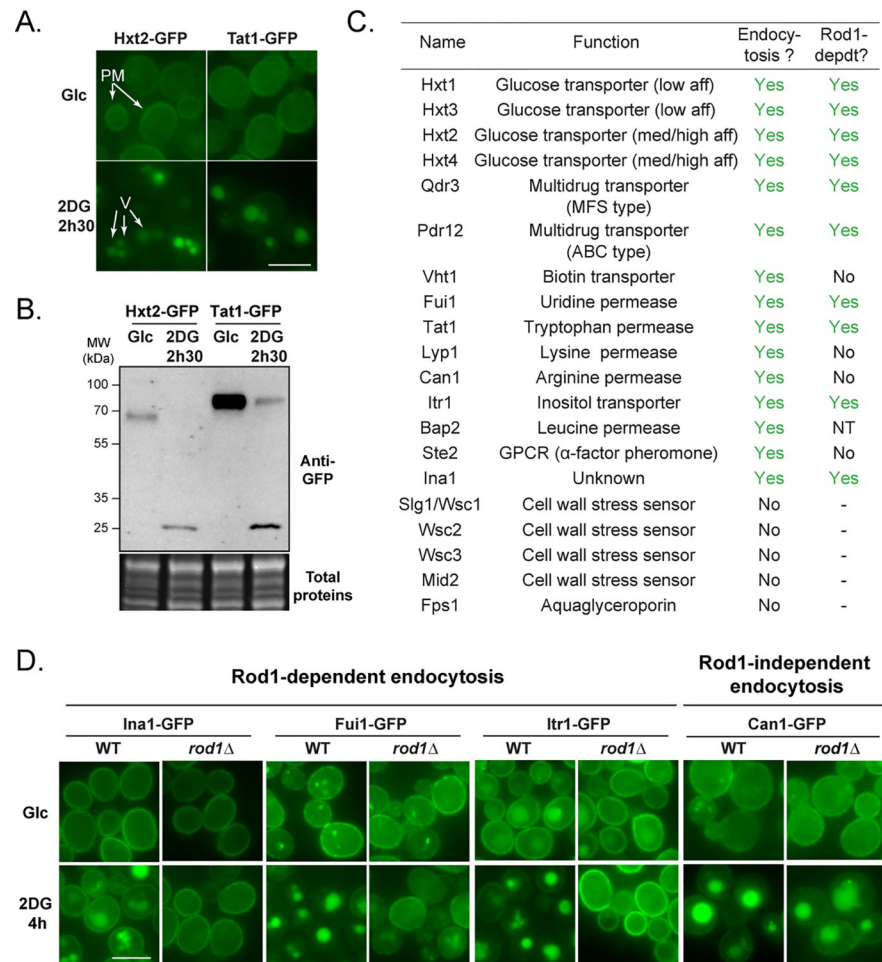 A.
Hxt2-GFP Tat1-GFP
Glc
PM
2DG
2h30
V
B.
Hxt2-GFP Tat1-GFP
Glc 2DG Glc 2DG
2h30 2h30
MW
(kDa)
100
70
55
35
25
Anti-
GFP
Total
proteins
C.
Name Function Endocy-
tosis ? Rod1-
depdt?
Hxt1 Glucose transporter (low aff) Yes Yes
Hxt3 Glucose transporter (low aff) Yes Yes
Hxt2 Glucose transporter (med/high aff) Yes Yes
Hxt4 Glucose transporter (med/high aff) Yes Yes
Qdr3 Multidrug transporter Yes Yes
(MFS type)
Pdr12 Multidrug transporter Yes Yes
(ABC type)
Vht1 Biotin transporter Yes No
Fui1 Uridine permease Yes Yes
Tat1 Tryptophan permease Yes Yes
Lyp1 Lysine permease Yes No
Can1 Arginine permease Yes No
Itr1 Inositol transporter Yes Yes
Bap2 Leucine permease Yes NT
Ste2 GPCR (α-factor pheromone) Yes No
Ina1 Unknown Yes Yes
Slg1/Wsc1 Cell wall stress sensor No -
Wsc2 Cell wall stress sensor No -
Wsc3 Cell wall stress sensor No -
Mid2 Cell wall stress sensor No -
Fps1 Aquaglyceroporin No -
D.
Rod1-dependent endocytosis
Rod1-independent
endocytosis
Ina1-GFP Fui1-GFP Itr1-GFP Can1-GFP
WT rod1Δ WT rod1Δ WT rod1Δ WT rod1Δ
Glc
2DG
4h